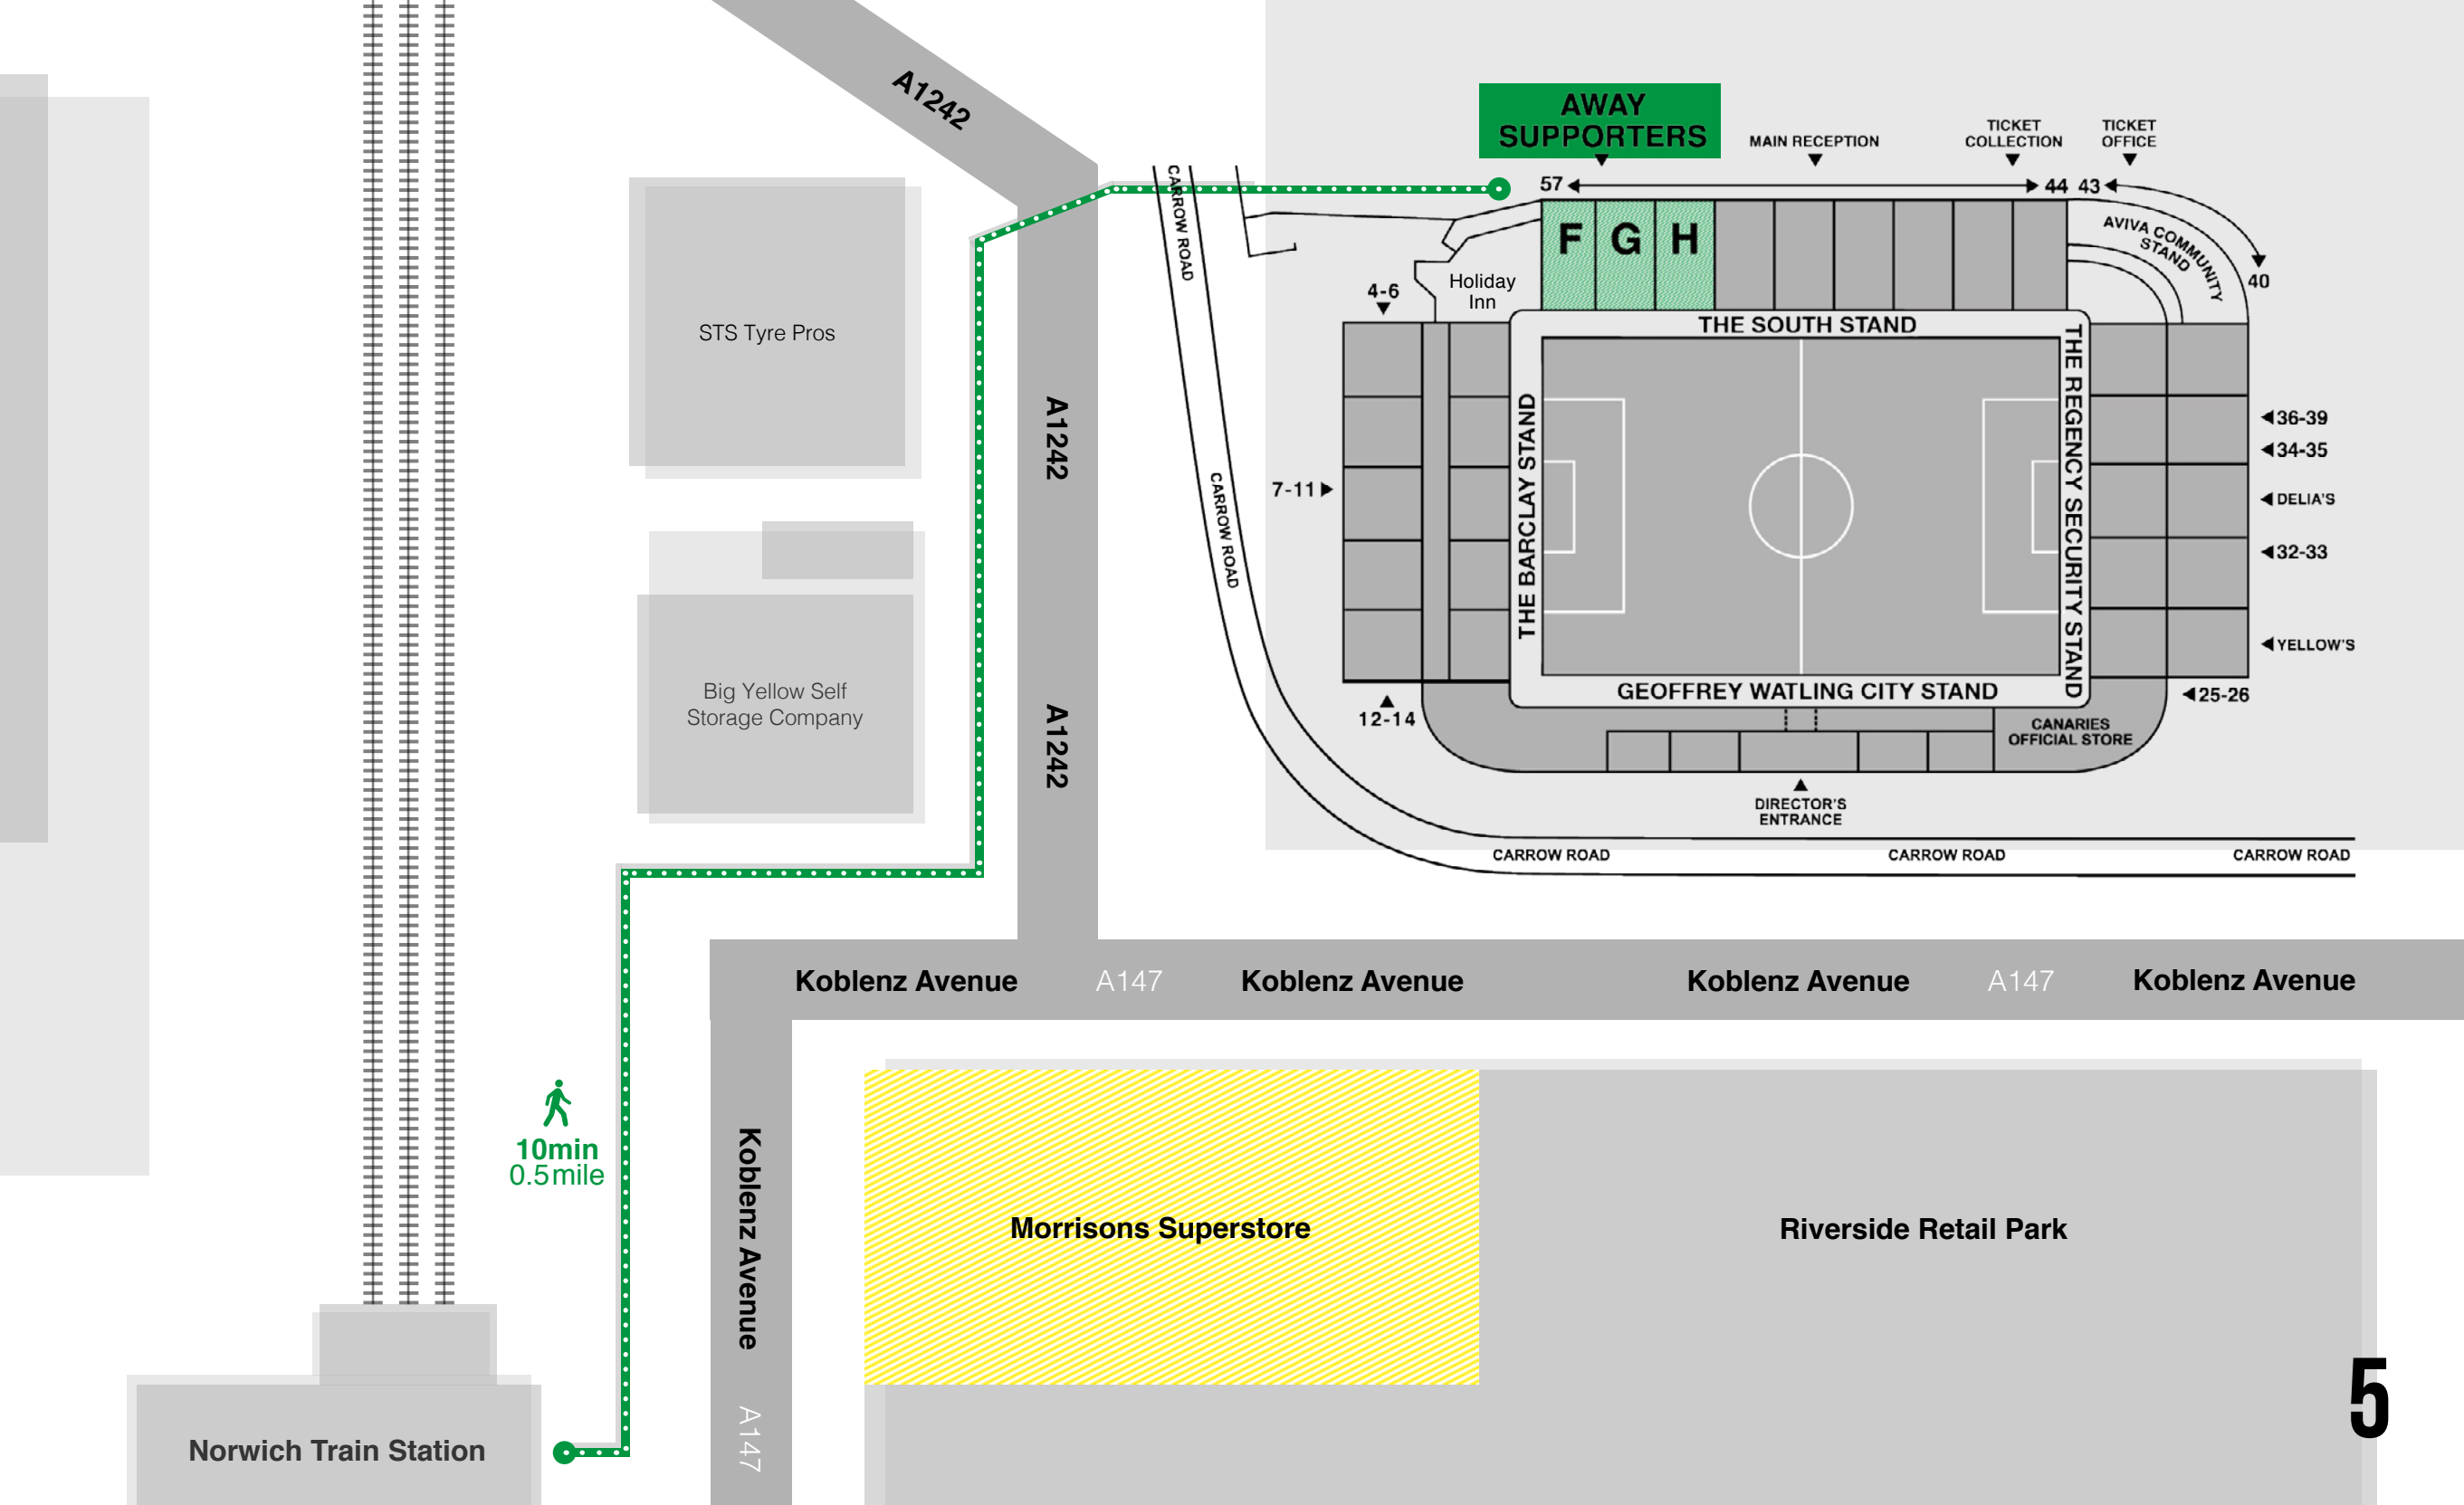 A1242
AWAY
SUPPORTERS
MAIN RECEPTION
TICKET
COLLECTION
TICKET
OFFICE
57
44
43
AVIVA COMMUNITY
STAND
40
F
G
H
CARROW ROAD
Holiday
Inn
4-6
STS Tyre Pros
THE SOUTH STAND
A1242
CARROW ROAD
7-11
THE BARCLAY STAND
THE REGENCY SECURITY STAND
36-39
34-35
DELIA'S
32-33
YELLOW'S
25-26
Big Yellow Self
Storage Company
A1242
12-14
GEOFFREY WATLING CITY STAND
CANARIES
OFFICIAL STORE
DIRECTOR'S
ENTRANCE
CARROW ROAD
CARROW ROAD
CARROW ROAD
Koblenz Avenue
A147
Koblenz Avenue
Koblenz Avenue
A147
Koblenz Avenue
10min
0.5mile
Koblenz Avenue
A147
Morrisons Superstore
Riverside Retail Park
Norwich Train Station
5